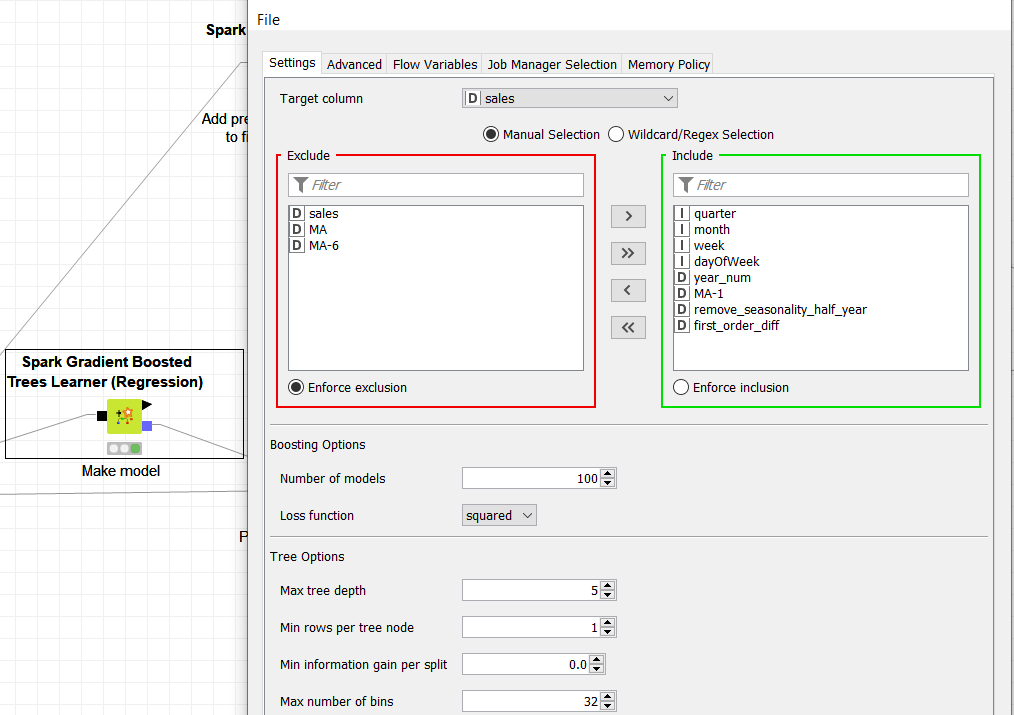 File
Spark
Settings Advanced Flow Variables Job Manager Selection Memory Policy
Target column D sales
Add pre
to fi
Manual Selection Wildcard/Regex Selection
Exclude
Filter
D sales
D MA
D MA-6
Enforce exclusion
>
>>
<
<<
Include
Filter
I quarter
I month
I week
I dayOfWeek
D year_num
D MA-1
D remove_seasonality_half_year
D first_order_diff
Enforce inclusion
Spark Gradient Boosted
Trees Learner (Regression)
Make model
P
Boosting Options
Number of models 100
Loss function squared
Tree Options
Max tree depth 5
Min rows per tree node 1
Min information gain per split 0.0
Max number of bins 32